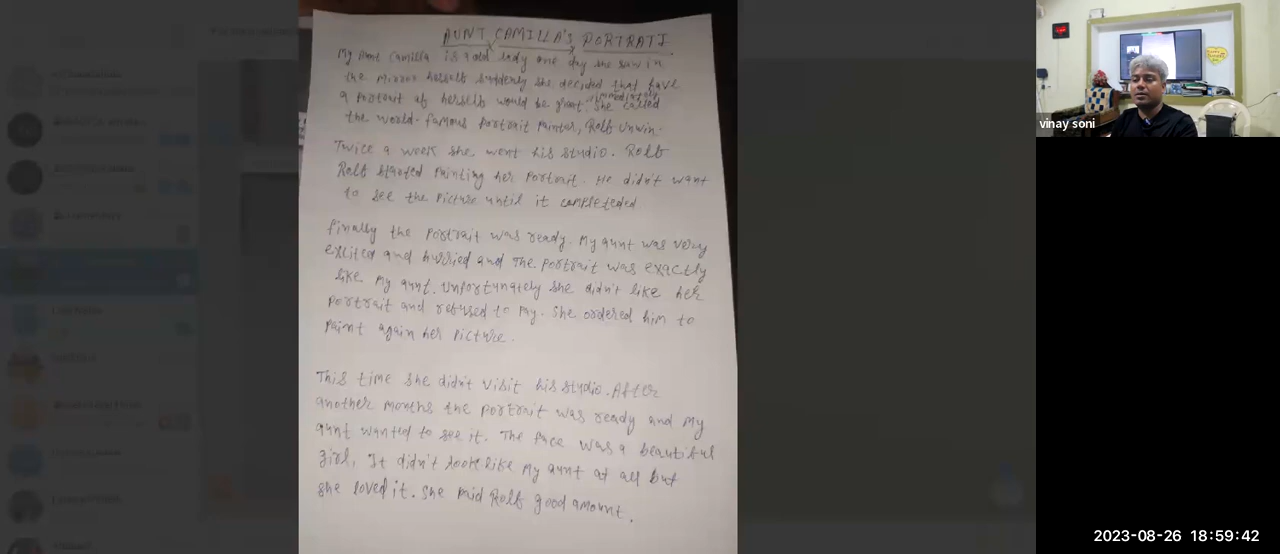 AUNT CAMILLA'S PORTRATI
My Aunt Camilla is a old lady one day she saw in
the mirror herself suddenly she decided that have
a portrait of herself would be great immediately she called
the world-famous portrait painter, Rolf Unwin.
Twice a week she went his studio. Rolf
Rolf started painting her portrait. He didn't want
to see the picture until it completeded
Finally the portrait was ready. My aunt was very
excited and hurried and The portrait was exactly
like my aunt. Unfortunately she didn't like her
portrait and refused to pay. She ordered him to
paint again her picture.
This time she didn't visit his studio. After
another months the portrait was ready and my
aunt wanted to see it. The face was a beautiful
girl, It didn't look like my aunt at all but
she loved it. She paid Rolf good amount.
vinay soni
2023-08-26 18:59:42